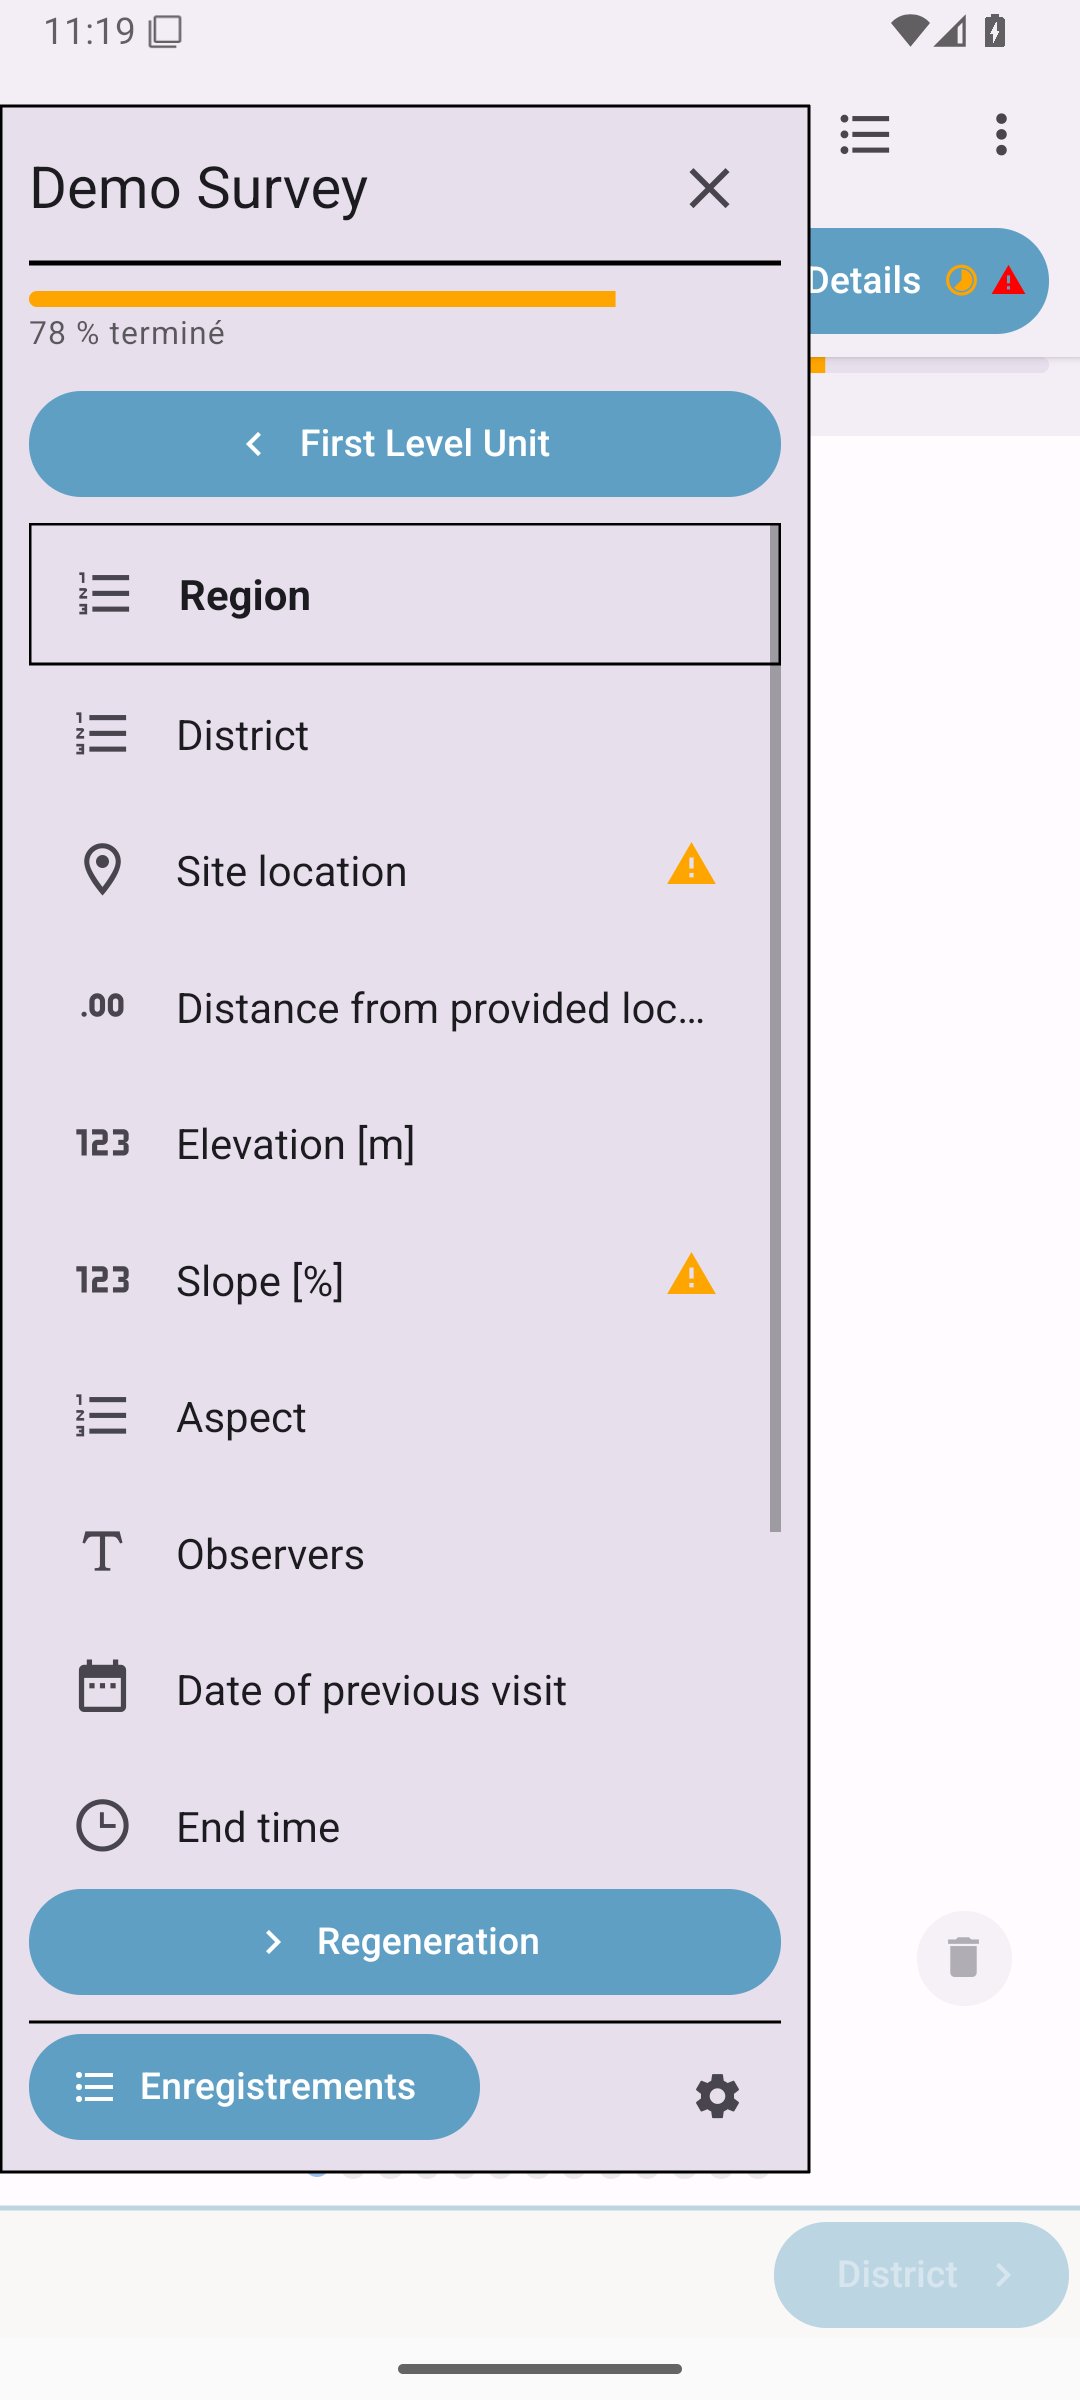 11:19
Demo Survey
Details
78 % terminé
First Level Unit
Region
District
Site location
.00 Distance from provided loc...
123 Elevation [m]
123 Slope [%]
Aspect
Observers
Date of previous visit
End time
Regeneration
Enregistrements
District